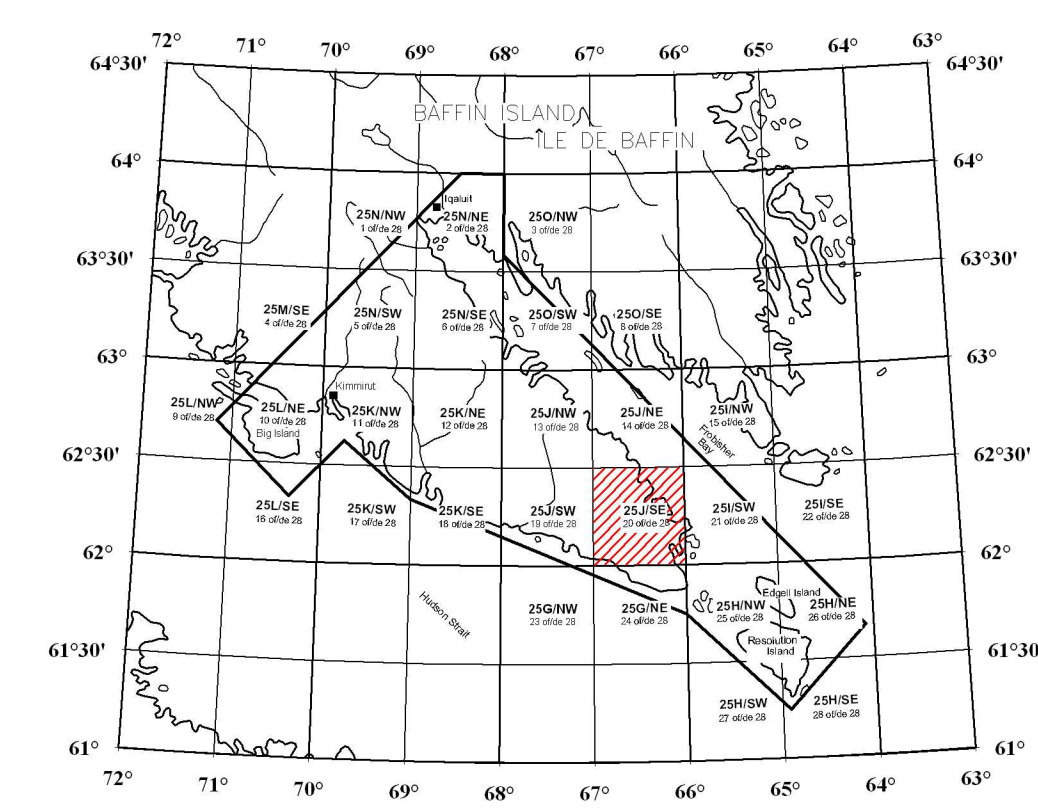 72° 71° 70° 69° 68° 67° 66° 65° 64° 63°
64°30' 64°30'
BAFFIN ISLAND
ÎLE DE BAFFIN
64° 64°
Iqaluit
25N/NW 25N/NE 25O/NW
1 of/de 28 2 of/de 28 3 of/de 28
63°30' 63°30'
25M/SE 25N/SW 25N/SE 25O/SW 25O/SE
4 of/de 28 5 of/de 28 6 of/de 28 7 of/de 28 8 of/de 28
63° 63°
Kimmirut
25L/NW 25L/NE 25K/NW 25K/NE 25J/NW 25J/NE 25I/NW
9 of/de 28 10 of/de 28 11 of/de 28 12 of/de 28 13 of/de 28 14 of/de 28 15 of/de 28
Big Island
Frobisher
Bay
62°30' 62°30'
25L/SE 25K/SW 25K/SE 25J/SW 25J/SE 25I/SW 25I/SE
16 of/de 28 17 of/de 28 18 of/de 28 19 of/de 28 20 of/de 28 21 of/de 28 22 of/de 28
62° 62°
Edgell Island
Hudson Strait
25G/NW 25G/NE 25H/NW 25H/NE
23 of/de 28 24 of/de 28 25 of/de 28 26 of/de 28
Resolution
Island
61°30' 61°30'
25H/SW 25H/SE
27 of/de 28 28 of/de 28
61° 61°
72° 71° 70° 69° 68° 67° 66° 65° 64° 63°